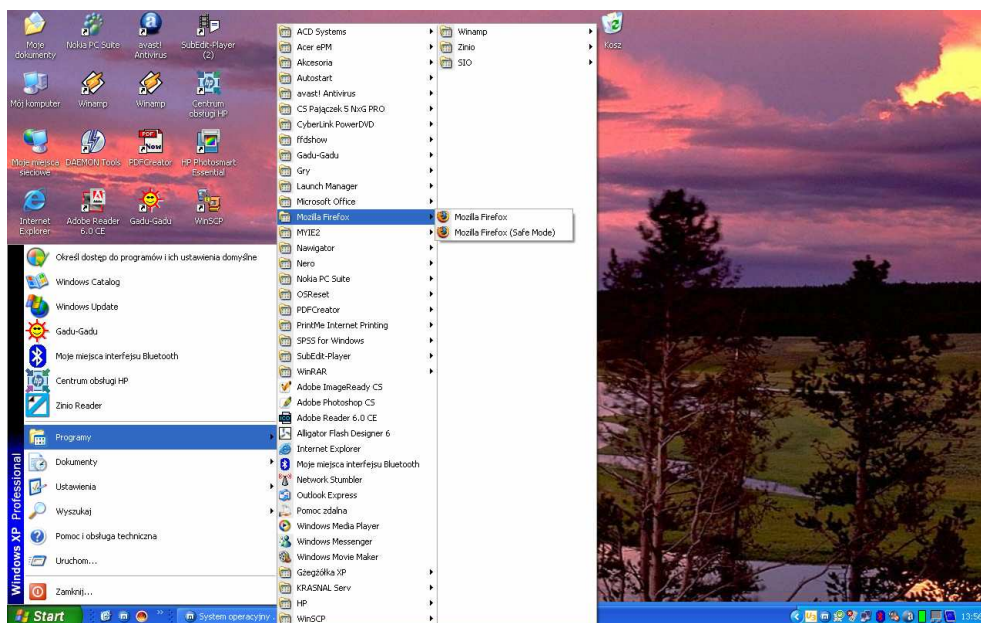 Moje dokumenty
Nokia PC Suite
avast! Antivirus
SubEdit-Player (2)
Mój komputer
Winamp
Winamp
Centrum obsługi HP
Moje miejsca sieciowe
DAEMON Tools
PDFCreator
HP Photosmart Essential
Internet Explorer
Adobe Reader 6.0 CE
Gadu-Gadu
WinSCP
Kosz
Określ dostęp do programów i ich ustawienia domyślne
Windows Catalog
Windows Update
Gadu-Gadu
Moje miejsca interfejsu Bluetooth
Centrum obsługi HP
Zinio Reader
Programy
Dokumenty
Ustawienia
Wyszukaj
Pomoc i obsługa techniczna
Uruchom...
Zamknij...
Windows XP Professional
ACD Systems
Acer ePM
Akcesoria
Autostart
avast! Antivirus
CS Pajączek 5 NxG PRO
CyberLink PowerDVD
ffdshow
Gadu-Gadu
Gry
Launch Manager
Microsoft Office
Mozilla Firefox
MYIE2
Nawigator
Nero
Nokia PC Suite
OSReset
PDFCreator
PrintMe Internet Printing
SPSS for Windows
SubEdit-Player
WinRAR
Adobe ImageReady CS
Adobe Photoshop CS
Adobe Reader 6.0 CE
Alligator Flash Designer 6
Internet Explorer
Moje miejsca interfejsu Bluetooth
Network Stumbler
Outlook Express
Pomoc zdalna
Windows Media Player
Windows Messenger
Windows Movie Maker
Gżegżółka XP
KRASNAL Serv
HP
WinSCP
Winamp
Zinio
SIO
Mozilla Firefox
Mozilla Firefox (Safe Mode)
Start
System operacyjny
13:56